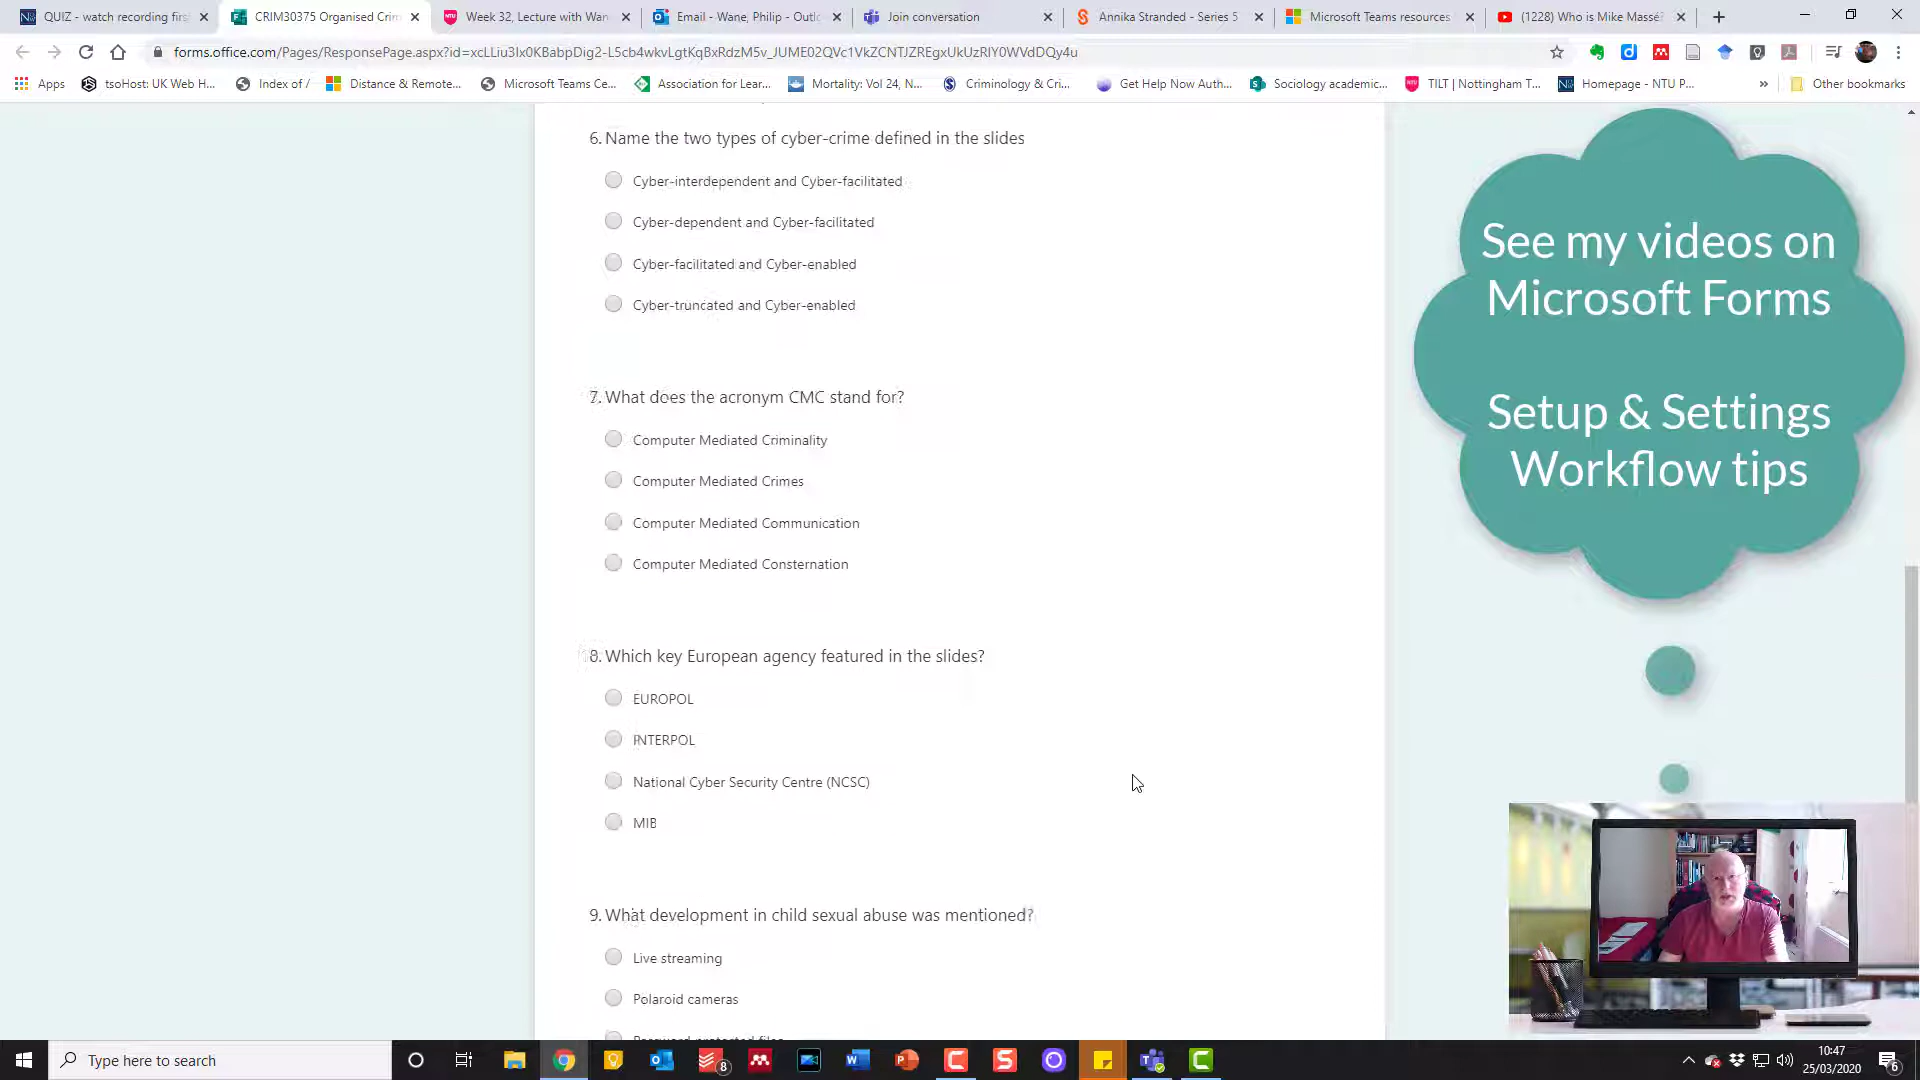 QUIZ - watch recording firs
CRIM30375 Organised Crim
Week 32, Lecture with Wan
Email - Wane, Philip - Outlo
Join conversation
Annika Stranded - Series 5
Microsoft Teams resources
(1228) Who is Mike Massé?
forms.office.com/Pages/ResponsePage.aspx?id=xcLLiu3Ix0KBabpDig2-L5cb4wkvLgtKqBxRdzM5v_JUME02QVc1VkZCNTJZREgxUkUzRlY0WVdDQy4u
Apps
tsoHost: UK Web H...
Index of /
Distance & Remote...
Microsoft Teams Ce...
Association for Lear...
Mortality: Vol 24, N...
Criminology & Cri...
Get Help Now Auth...
Sociology academic...
TILT | Nottingham T...
Homepage - NTU P...
»
Other bookmarks
6. Name the two types of cyber-crime defined in the slides
Cyber-interdependent and Cyber-facilitated
Cyber-dependent and Cyber-facilitated
Cyber-facilitated and Cyber-enabled
Cyber-truncated and Cyber-enabled
7. What does the acronym CMC stand for?
Computer Mediated Criminality
Computer Mediated Crimes
Computer Mediated Communication
Computer Mediated Consternation
8. Which key European agency featured in the slides?
EUROPOL
INTERPOL
National Cyber Security Centre (NCSC)
MIB
9. What development in child sexual abuse was mentioned?
Live streaming
Polaroid cameras
See my videos on
Microsoft Forms
Setup & Settings
Workflow tips
Type here to search
8
10:47
25/03/2020
6